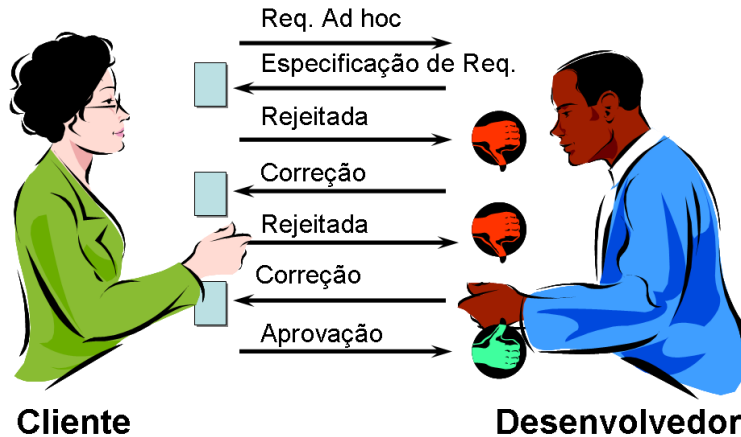 Req. Ad hoc
Especificação de Req.
Rejeitada
Correção
Rejeitada
Correção
Aprovação
Cliente
Desenvolvedor